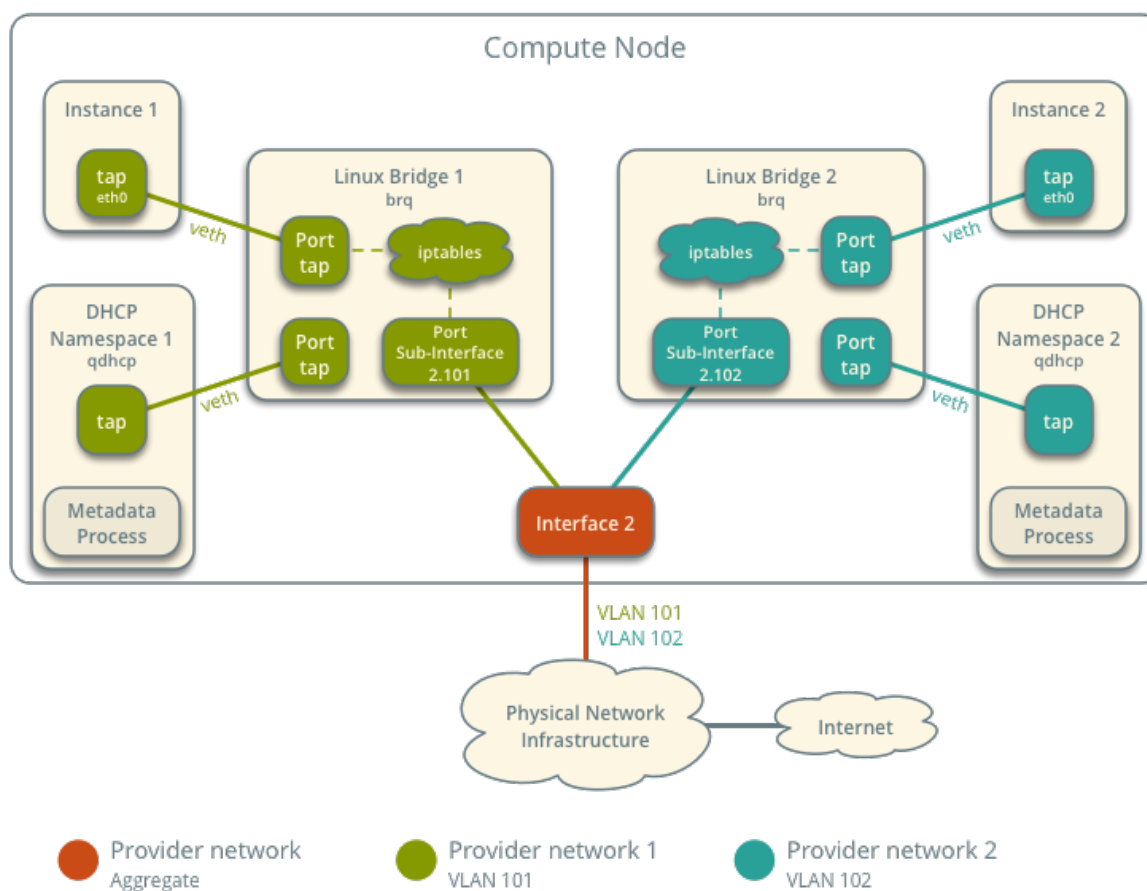 Compute Node
Instance 1
tap
eth0
veth
Linux Bridge 1
brq
Port
tap
iptables
Port
tap
Port
Sub-Interface
2.101
DHCP
Namespace 1
qdhcp
tap
veth
Metadata
Process
Linux Bridge 2
brq
iptables
Port
tap
Port
Sub-Interface
2.102
Port
tap
Instance 2
tap
eth0
veth
DHCP
Namespace 2
qdhcp
tap
veth
Metadata
Process
Interface 2
VLAN 101
VLAN 102
Physical Network
Infrastructure
Internet
Provider network
Aggregate
Provider network 1
VLAN 101
Provider network 2
VLAN 102